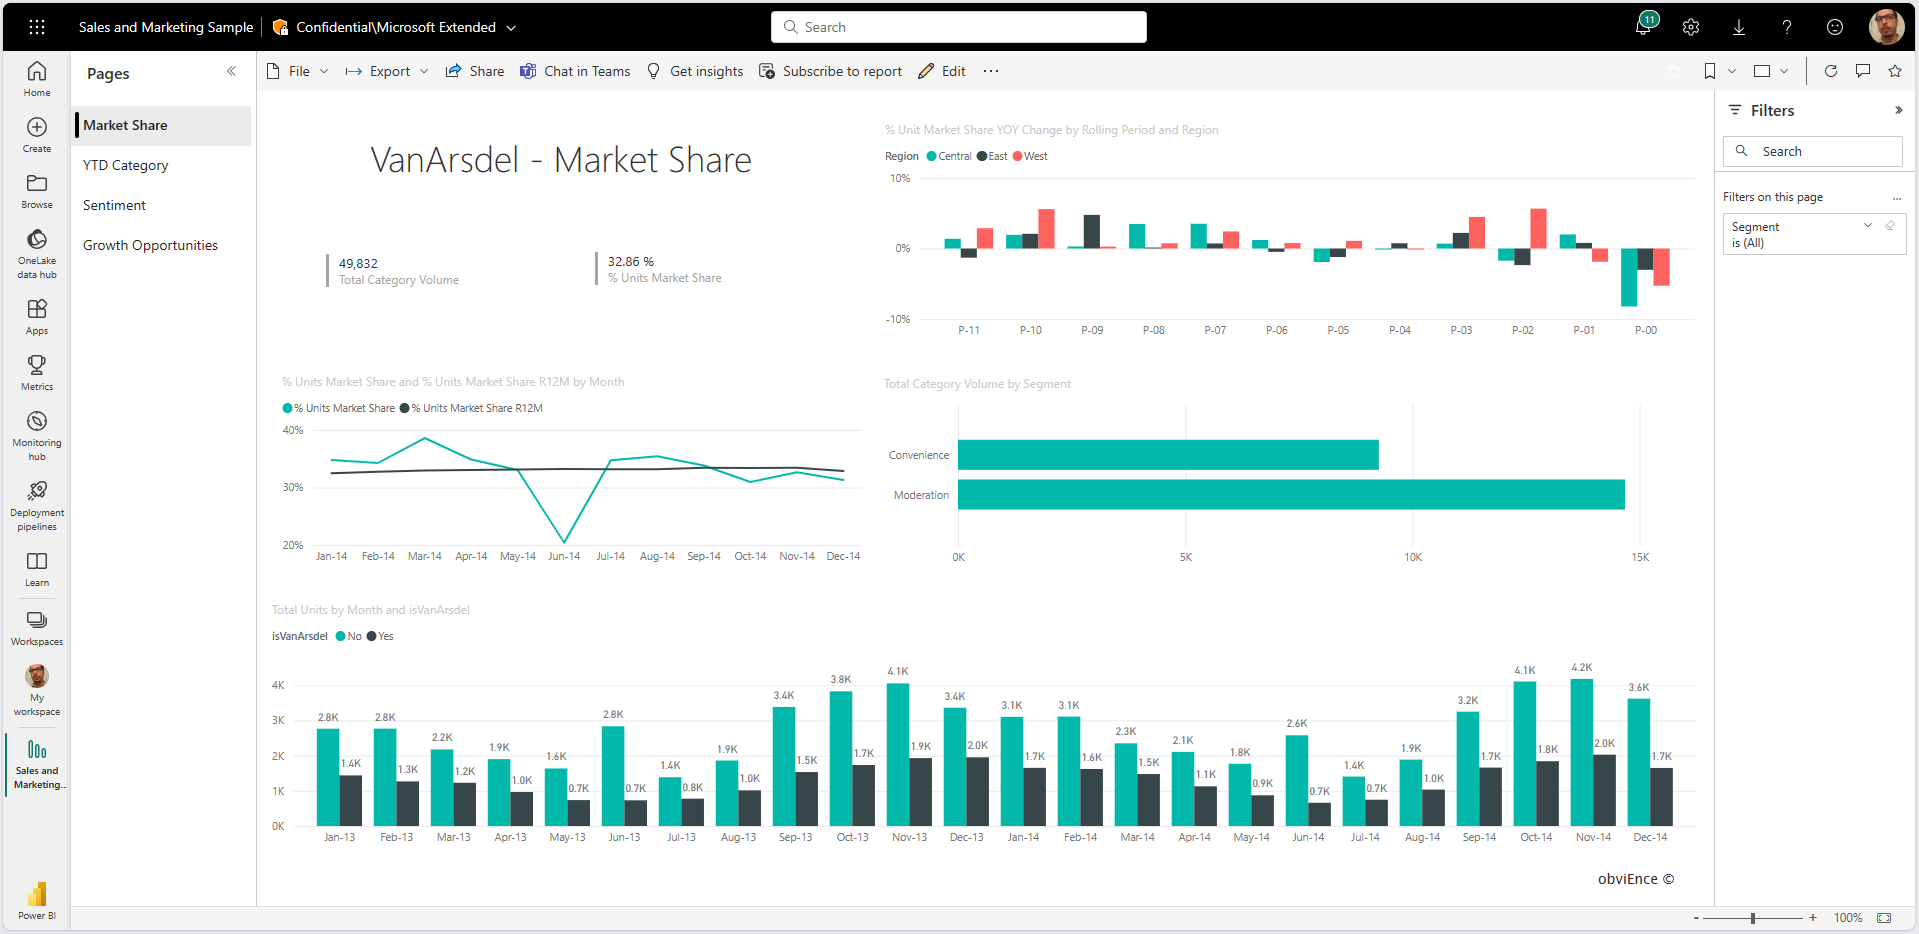 Sales and Marketing Sample
Confidential\Microsoft Extended
Search
11
Home
Create
Browse
OneLake
data hub
Apps
Metrics
Monitoring
hub
Deployment
pipelines
Learn
Workspaces
My
workspace
Sales and
Marketing...
Power BI
Pages
Market Share
YTD Category
Sentiment
Growth Opportunities
File
Export
Share
Chat in Teams
Get insights
Subscribe to report
Edit
VanArsdel - Market Share
49,832
Total Category Volume
32.86 %
% Units Market Share
% Unit Market Share YOY Change by Rolling Period and Region
Region Central East West
10%
0%
-10%
P-11 P-10 P-09 P-08 P-07 P-06 P-05 P-04 P-03 P-02 P-01 P-00
% Units Market Share and % Units Market Share R12M by Month
% Units Market Share % Units Market Share R12M
40%
30%
20%
Jan-14 Feb-14 Mar-14 Apr-14 May-14 Jun-14 Jul-14 Aug-14 Sep-14 Oct-14 Nov-14 Dec-14
Total Category Volume by Segment
Convenience
Moderation
0K 5K 10K 15K
Total Units by Month and isVanArsdel
isVanArsdel No Yes
4K
3K
2K
1K
0K
2.8K 1.4K 2.8K 1.3K 2.2K 1.2K 1.9K 1.0K 1.6K 0.7K 2.8K 0.7K 1.4K 0.8K 1.9K 1.0K 3.4K 1.5K 3.8K 1.7K 4.1K 1.9K 3.4K 2.0K 3.1K 1.7K 3.1K 1.6K 2.3K 1.5K 2.1K 1.1K 1.8K 0.9K 2.6K 0.7K 1.4K 0.7K 1.9K 1.0K 3.2K 1.7K 4.1K 1.8K 4.2K 2.0K 3.6K 1.7K
Jan-13 Feb-13 Mar-13 Apr-13 May-13 Jun-13 Jul-13 Aug-13 Sep-13 Oct-13 Nov-13 Dec-13 Jan-14 Feb-14 Mar-14 Apr-14 May-14 Jun-14 Jul-14 Aug-14 Sep-14 Oct-14 Nov-14 Dec-14
obviEnce ©
Filters
Search
Filters on this page
Segment
is (All)
- + 100%